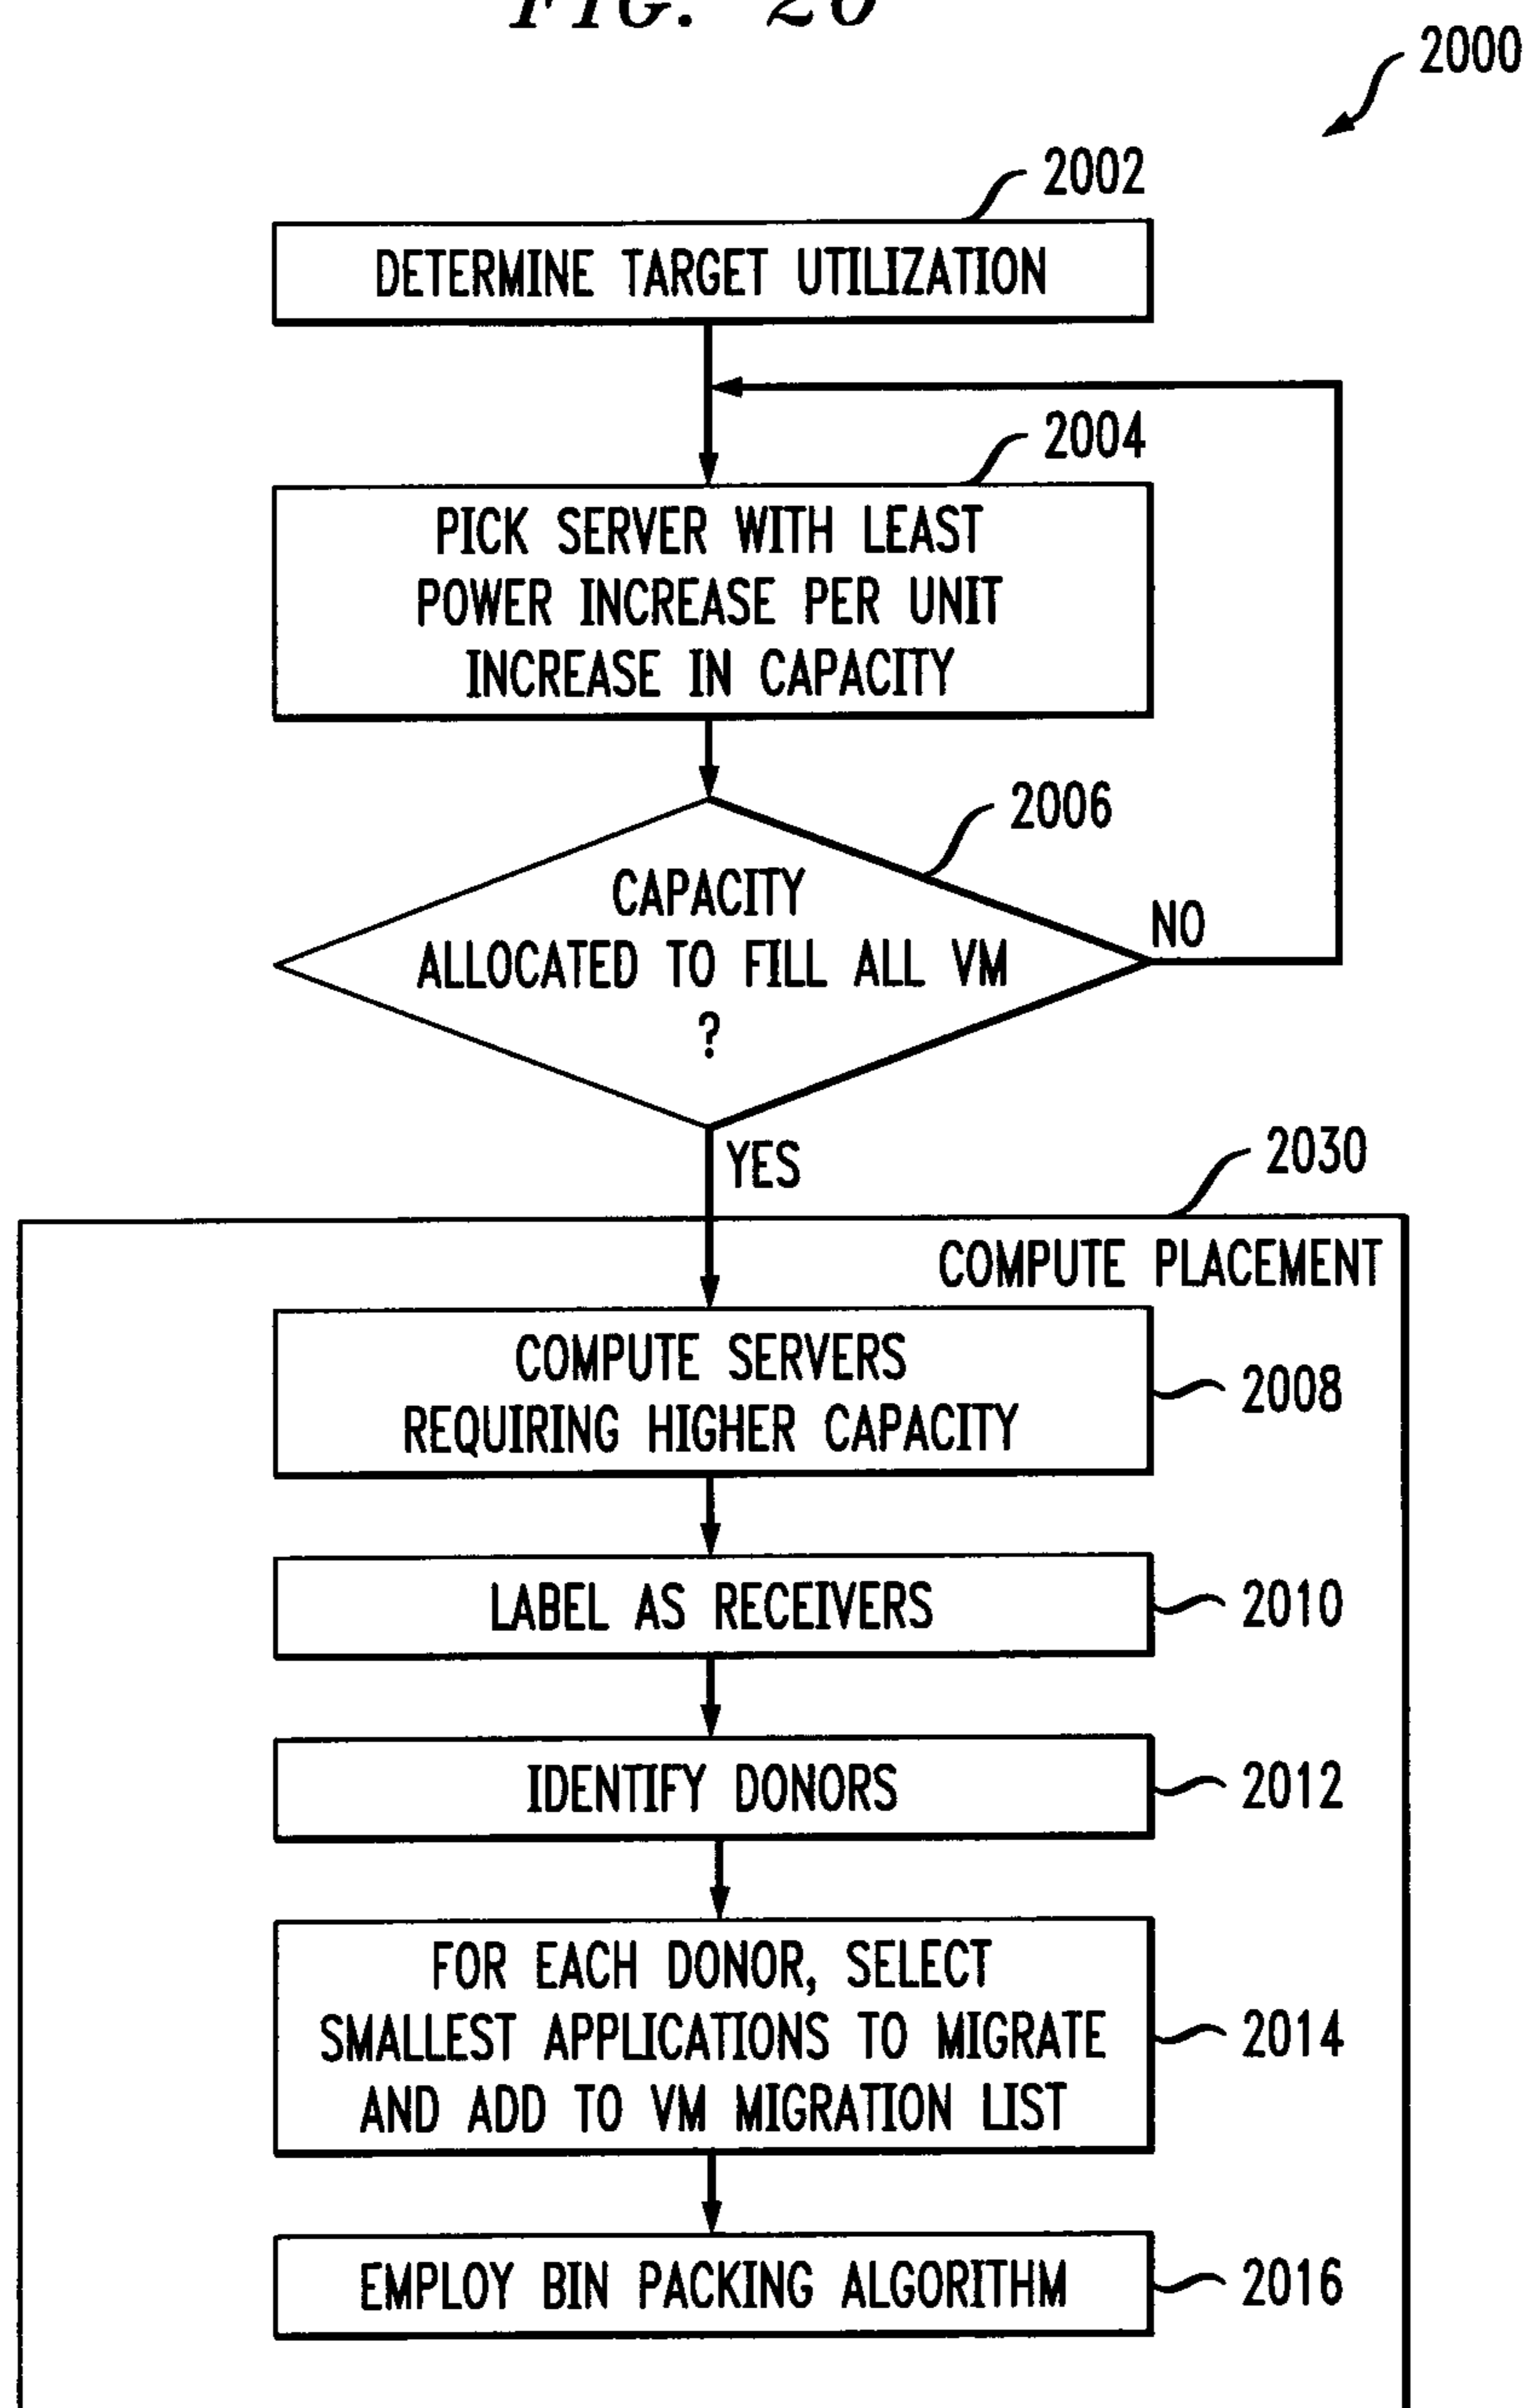 FIG. 20
2000
2002
DETERMINE TARGET UTILIZATION
2004
PICK SERVER WITH LEAST
POWER INCREASE PER UNIT
INCREASE IN CAPACITY
2006
CAPACITY
ALLOCATED TO FILL ALL VM
?
NO
YES
2030
COMPUTE PLACEMENT
COMPUTE SERVERS
REQUIRING HIGHER CAPACITY
2008
LABEL AS RECEIVERS
2010
IDENTIFY DONORS
2012
FOR EACH DONOR, SELECT
SMALLEST APPLICATIONS TO MIGRATE
AND ADD TO VM MIGRATION LIST
2014
EMPLOY BIN PACKING ALGORITHM
2016